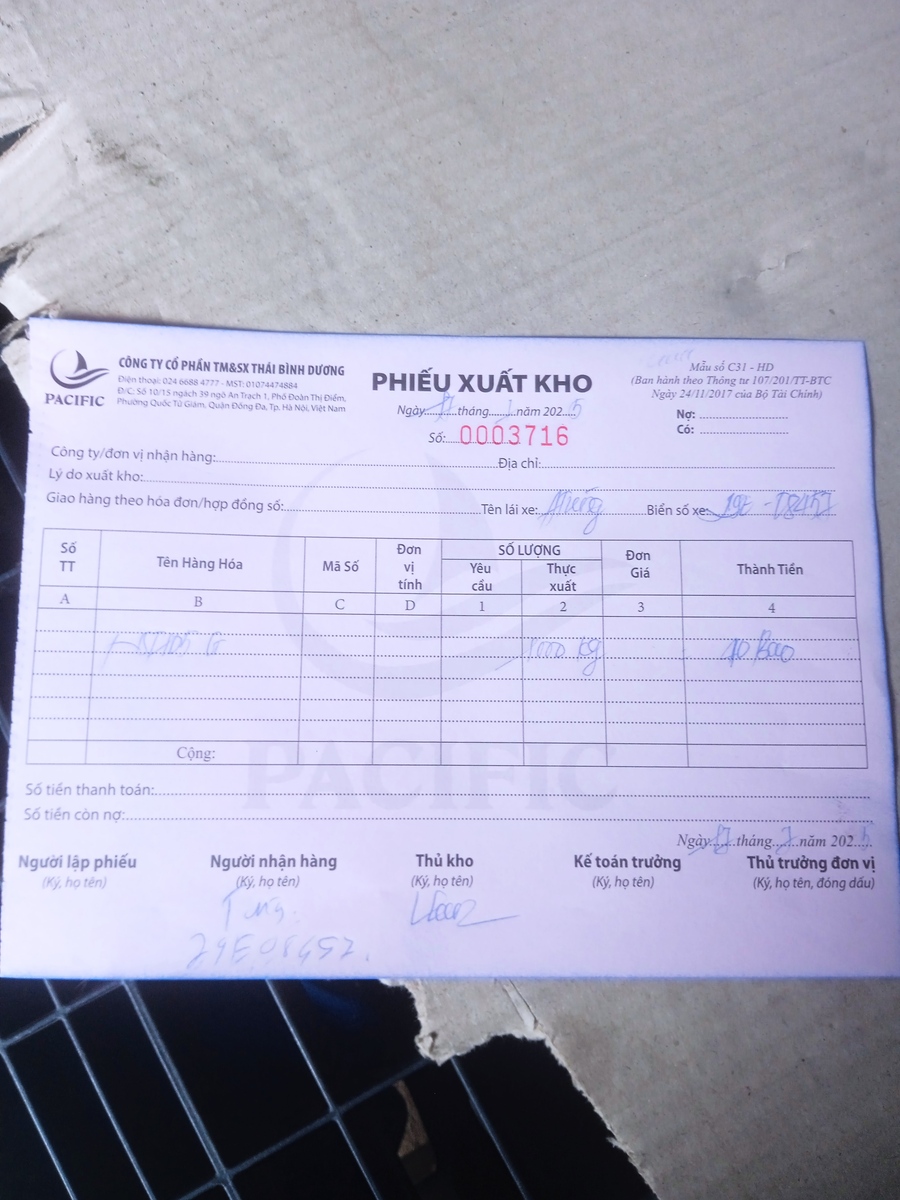 CÔNG TY CỔ PHẦN TM&SX THÁI BÌNH DƯƠNG
Điện thoại: 024 6688 4777 - MST: 01074474884
Đ/C: Số 10/15 ngách 39 ngõ An Trạch 1, Phố Đoàn Thị Điểm,
Phường Quốc Tử Giám, Quận Đống Đa, Tp. Hà Nội, Việt Nam
PACIFIC
PHIẾU XUẤT KHO
Ngày 17 tháng năm 2025
Số: 0003716
Mẫu số C31 - HD
(Ban hành theo Thông tư 107/201/TT-BTC
Ngày 24/11/2017 của Bộ Tài Chính)
Nợ:
Có:
Công ty/đơn vị nhận hàng: Địa chỉ:
Lý do xuất kho:
Giao hàng theo hóa đơn/hợp đồng số: Tên lái xe: Biển số xe:
Số TT Tên Hàng Hóa Mã Số Đơn vị tính SỐ LƯỢNG Yêu cầu Thực xuất Đơn Giá Thành Tiền
A B C D 1 2 3 4
1000 kg 40 Bao
Cộng:
PACIFIC
Số tiền thanh toán:
Số tiền còn nợ:
Ngày 17 tháng 7 năm 2025
Người lập phiếu Người nhận hàng Thủ kho Kế toán trưởng Thủ trưởng đơn vị
(Ký, họ tên) (Ký, họ tên) (Ký, họ tên) (Ký, họ tên) (Ký, họ tên, đóng dấu)